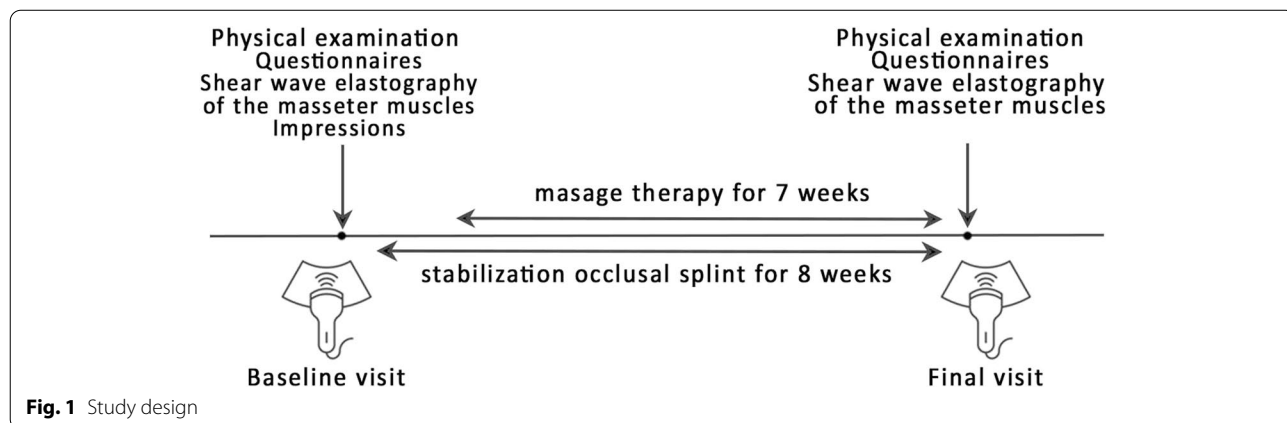 Physical examination
Questionnaires
Shear wave elastography
of the masseter muscles
Impressions
Physical examination
Questionnaires
Shear wave elastography
of the masseter muscles
masage therapy for 7 weeks
stabilization occlusal splint for 8 weeks
Baseline visit
Final visit
Fig. 1 Study design